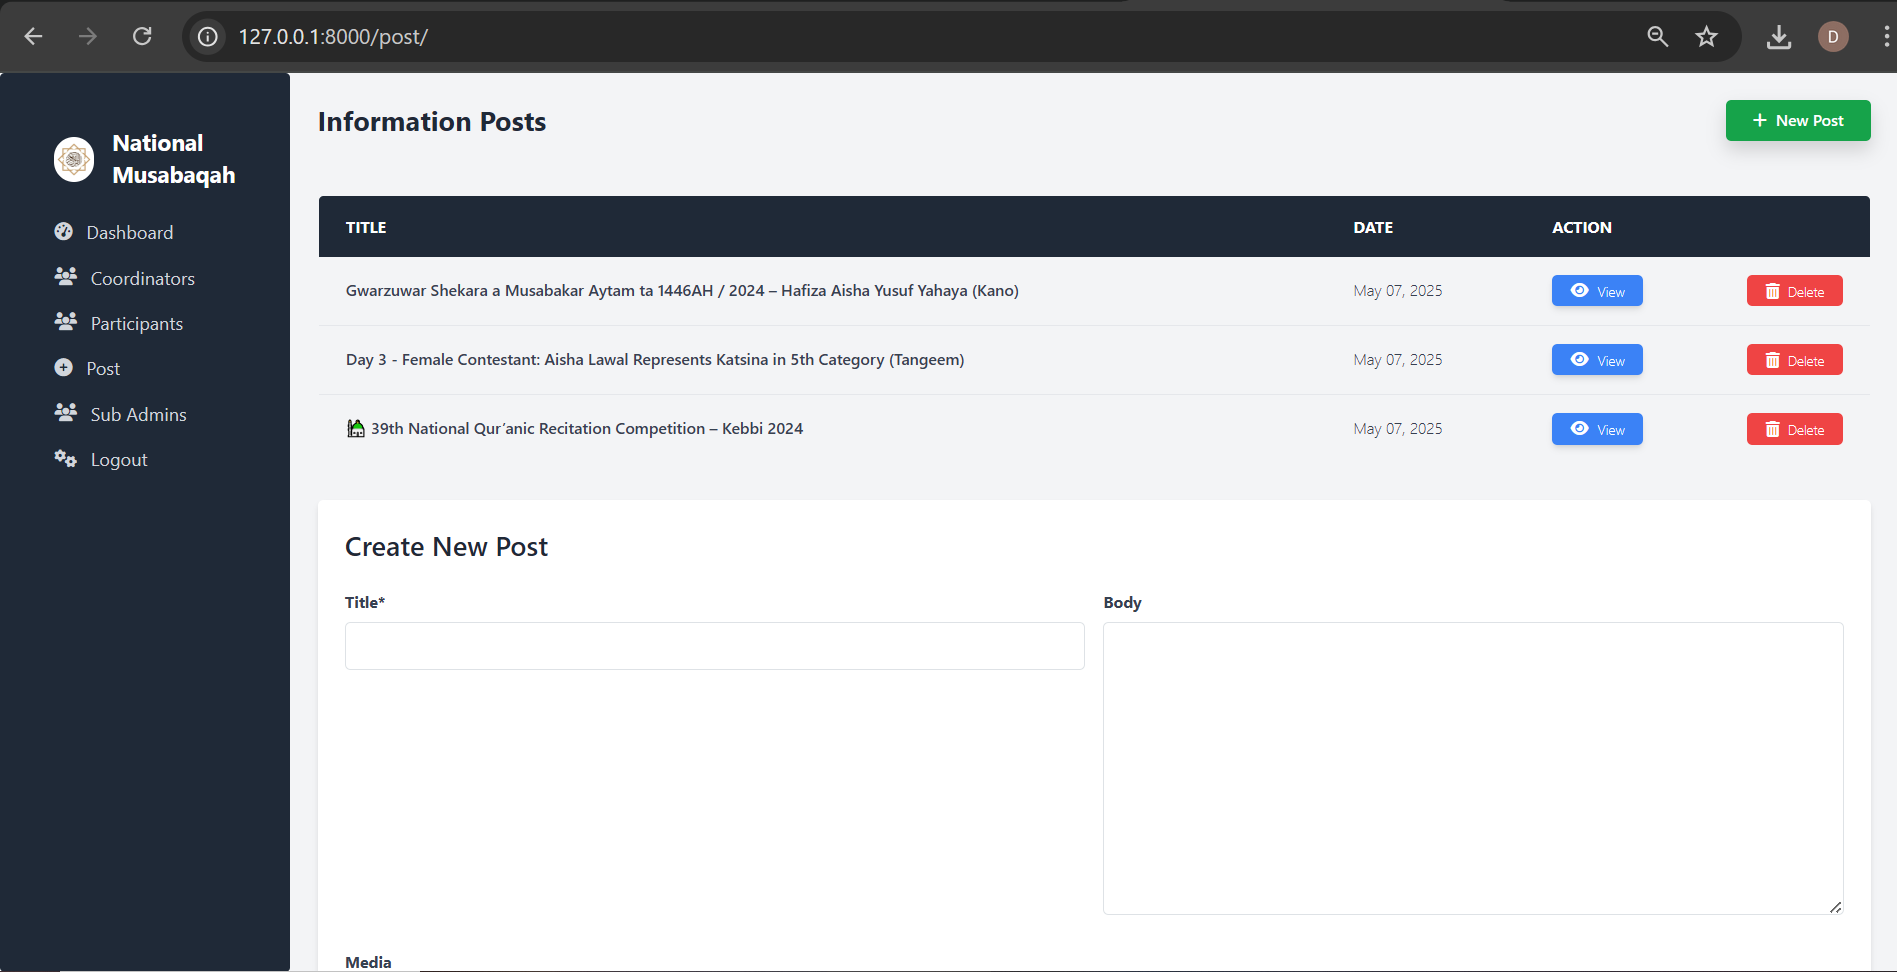 127.0.0.1:8000/post/
D
National
Musabaqah
Dashboard
Coordinators
Participants
Post
Sub Admins
Logout
Information Posts
New Post
TITLE DATE ACTION
Gwarzuwar Shekara a Musabakar Aytam ta 1446AH / 2024 – Hafiza Aisha Yusuf Yahaya (Kano) May 07, 2025 View Delete
Day 3 - Female Contestant: Aisha Lawal Represents Katsina in 5th Category (Tangeem) May 07, 2025 View Delete
🕌 39th National Qur’anic Recitation Competition – Kebbi 2024 May 07, 2025 View Delete
Create New Post
Title* Body
Media